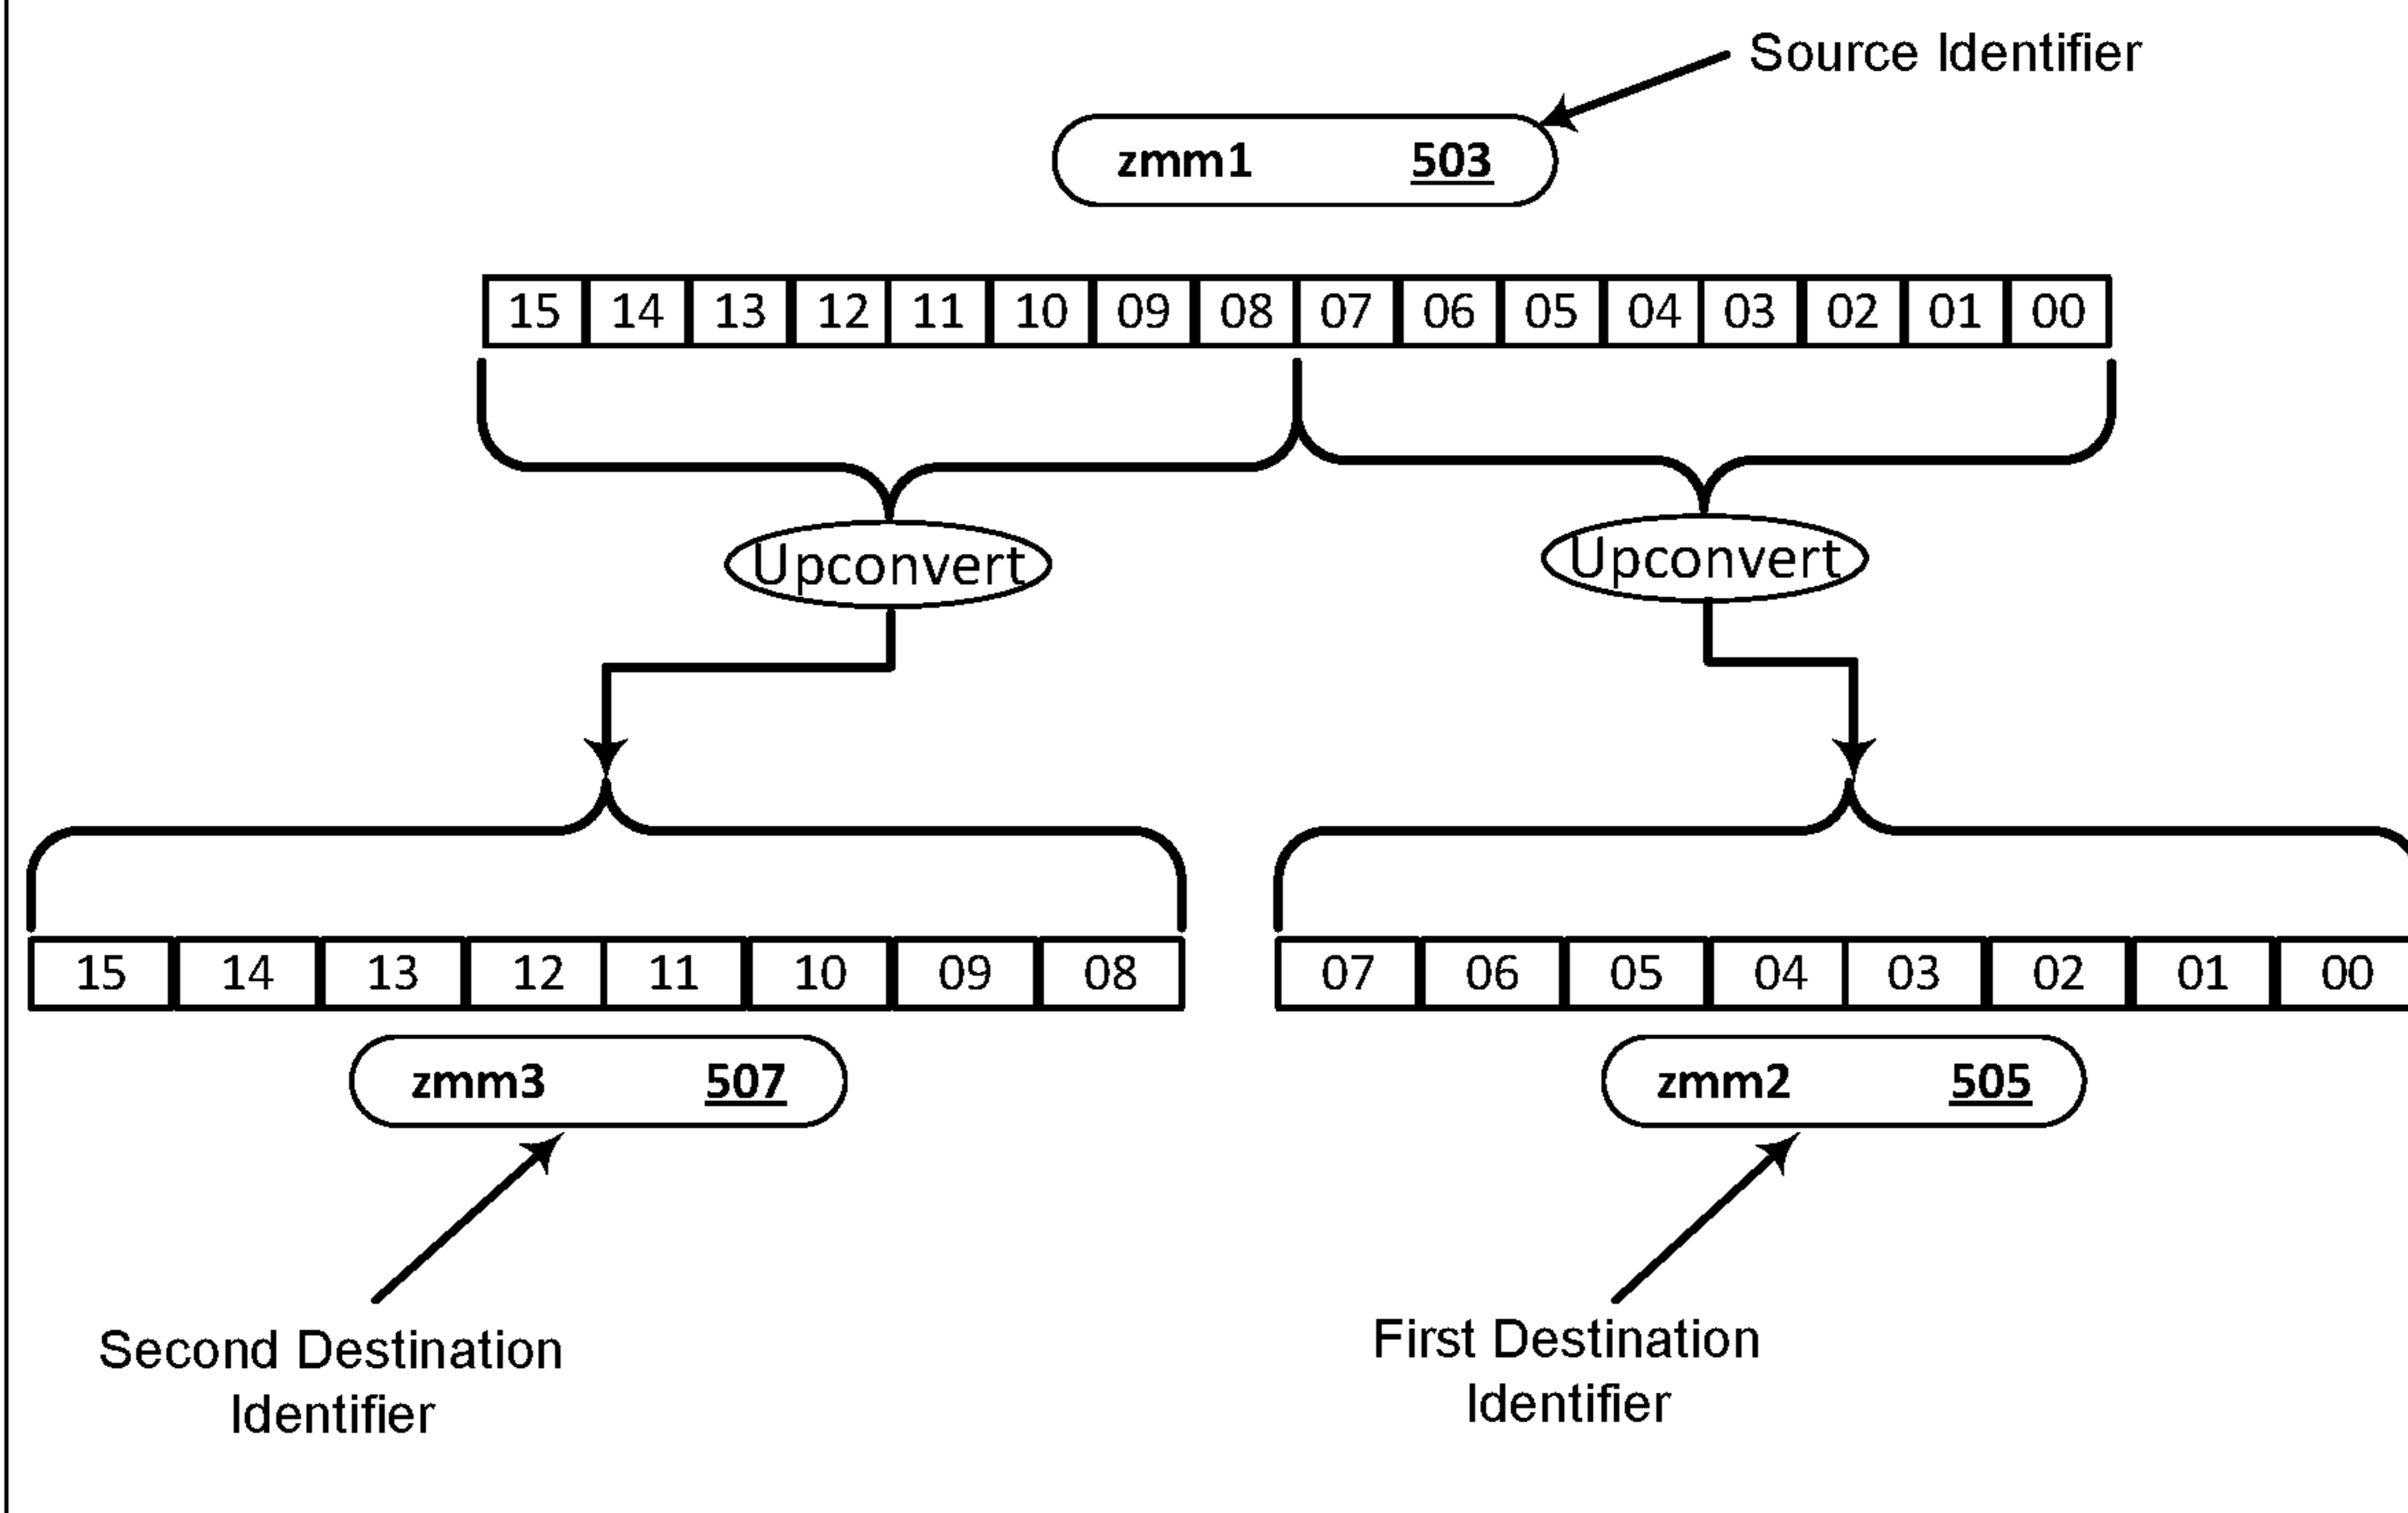 Source Identifier
zmm1 503
15 14 13 12 11 10 09 08 07 06 05 04 03 02 01 00
Upconvert Upconvert
15 14 13 12 11 10 09 08 07 06 05 04 03 02 01 00
zmm3 507 zmm2 505
Second Destination
Identifier
First Destination
Identifier